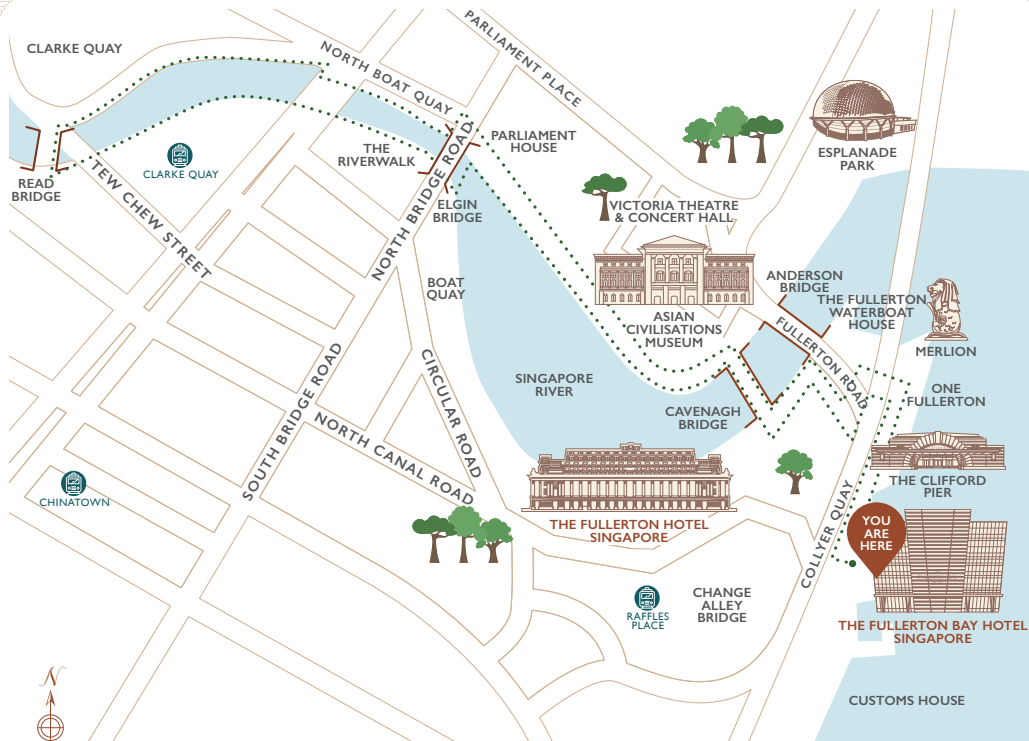 PARLIAMENT PLACE
CLARKE QUAY
NORTH BOAT QUAY
ESPLANADE
PARK
PARLIAMENT
HOUSE
THE
RIVERWALK
CLARKE QUAY
READ
BRIDGE
TEW CHEW STREET
NORTH BRIDGE ROAD
ELGIN
BRIDGE
VICTORIA THEATRE
& CONCERT HALL
BOAT
QUAY
ANDERSON
BRIDGE
THE FULLERTON
WATERBOAT
HOUSE
ASIAN
CIVILISATIONS
MUSEUM
FULLERTON ROAD
MERLION
SINGAPORE
RIVER
CIRCULAR ROAD
SOUTH BRIDGE ROAD
ONE
FULLERTON
CAVENAGH
BRIDGE
NORTH CANAL ROAD
THE CLIFFORD
PIER
CHINATOWN
COLLYER QUAY
THE FULLERTON HOTEL
SINGAPORE
YOU
ARE
HERE
CHANGE
ALLEY
BRIDGE
RAFFLES
PLACE
THE FULLERTON BAY HOTEL
SINGAPORE
N
CUSTOMS HOUSE